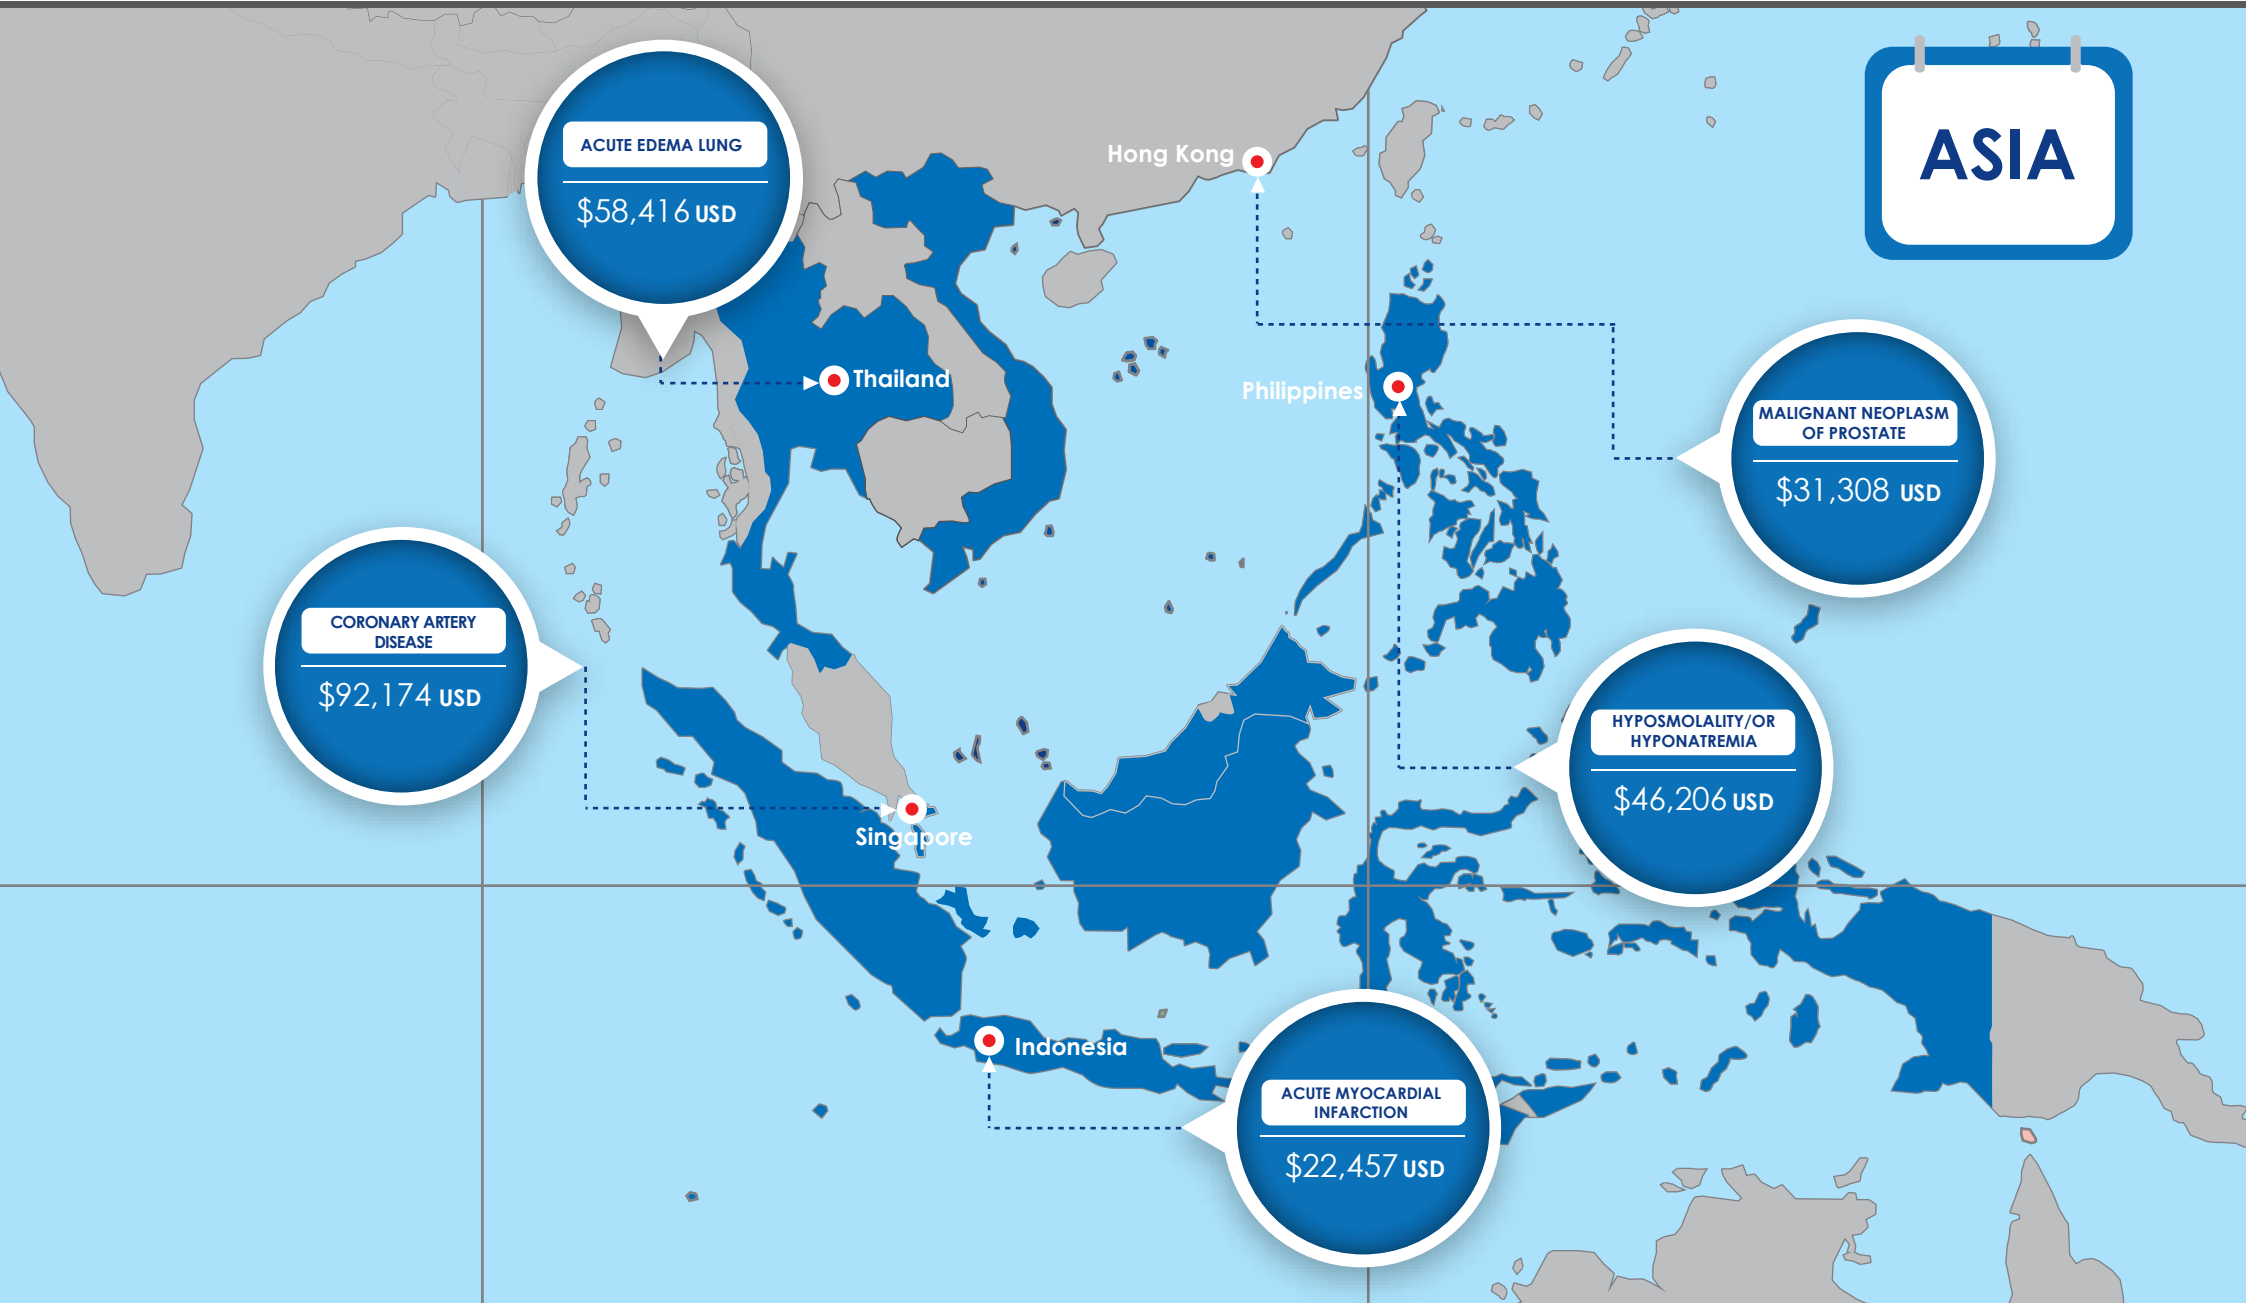 ASIA
ACUTE EDEMA LUNG
$58,416 USD
Hong Kong
Thailand
Philippines
MALIGNANT NEOPLASM
OF PROSTATE
$31,308 USD
CORONARY ARTERY
DISEASE
$92,174 USD
HYPOSMOLALITY/OR
HYPONATREMIA
$46,206 USD
Singapore
Indonesia
ACUTE MYOCARDIAL
INFARCTION
$22,457 USD